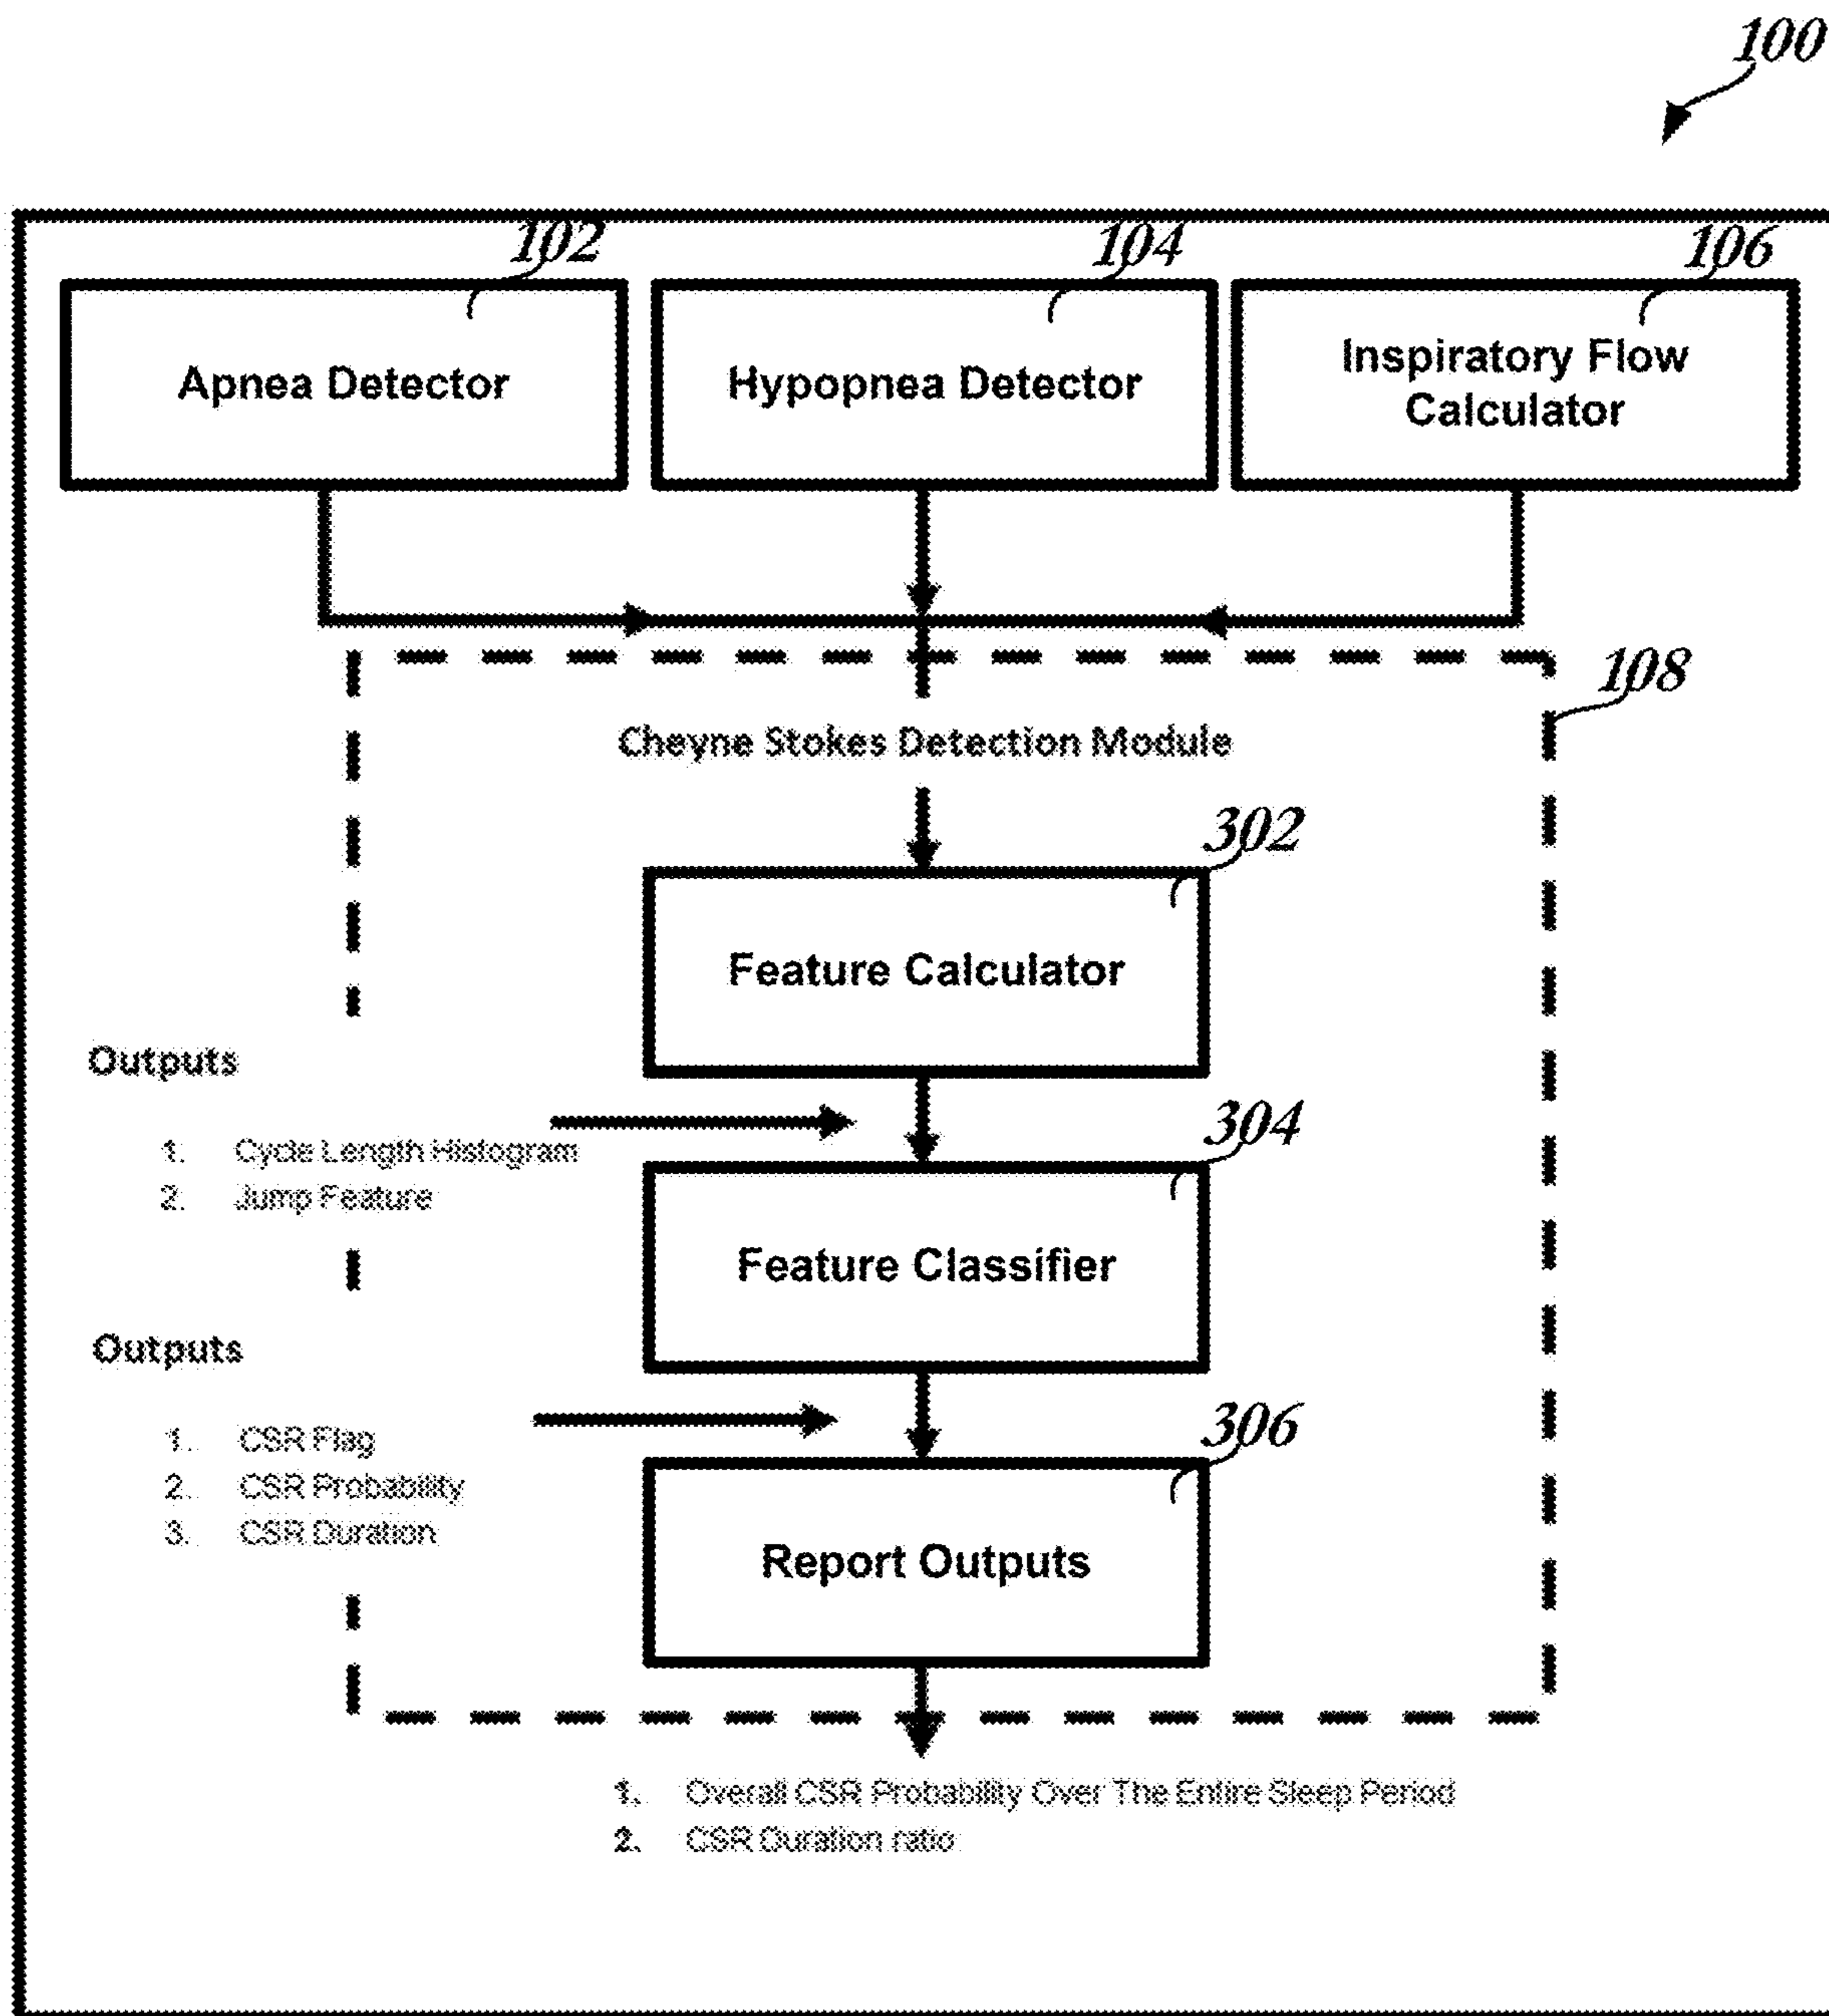 100
102
104
106
Apnea Detector
Hypopnea Detector
Inspiratory Flow
Calculator
108
Cheyne Stokes Detection Module
302
Feature Calculator
Outputs
1. Cycle Length Histogram
2. Jump Feature
304
Feature Classifier
Outputs
1. CSR Flag
2. CSR Probability
3. CSR Duration
306
Report Outputs
1. Overall CSR Probability Over The Entire Sleep Period
2. CSR Duration ratio